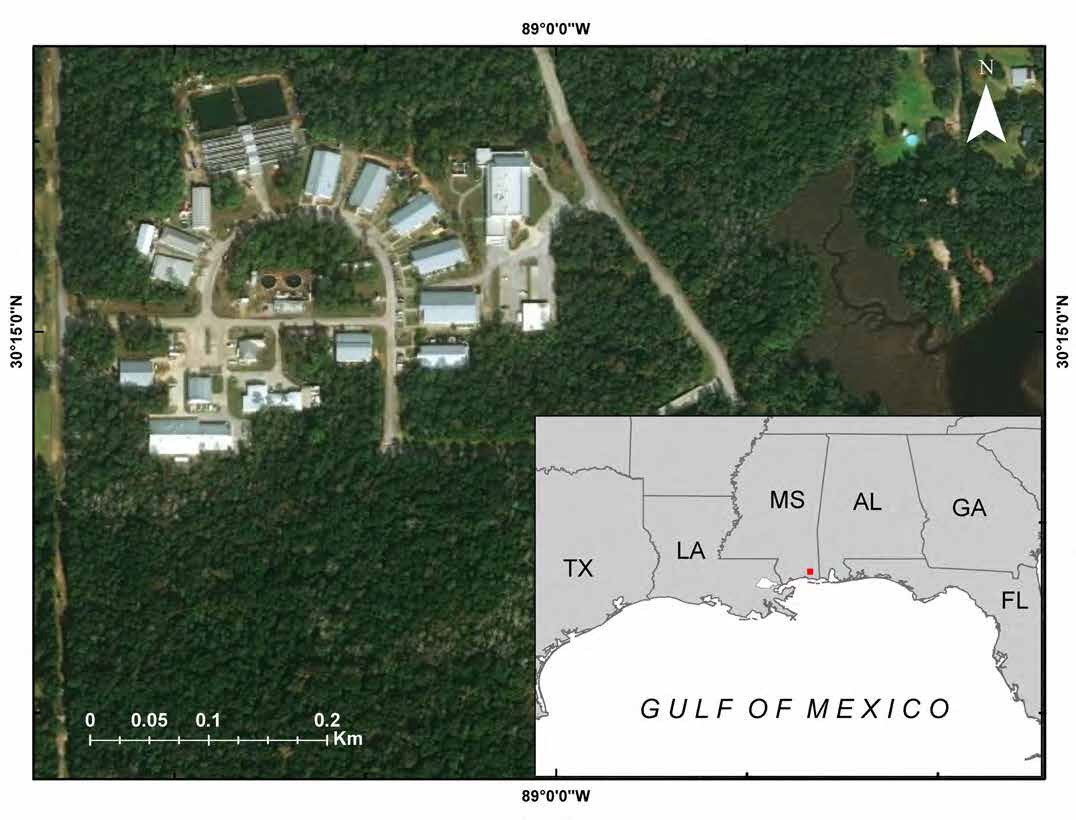 89°0'0"W
N
30°15'0"N
30°15'0"N
MS
AL
GA
LA
TX
FL
GULF OF MEXICO
0 0.05 0.1 0.2
Km
89°0'0"W